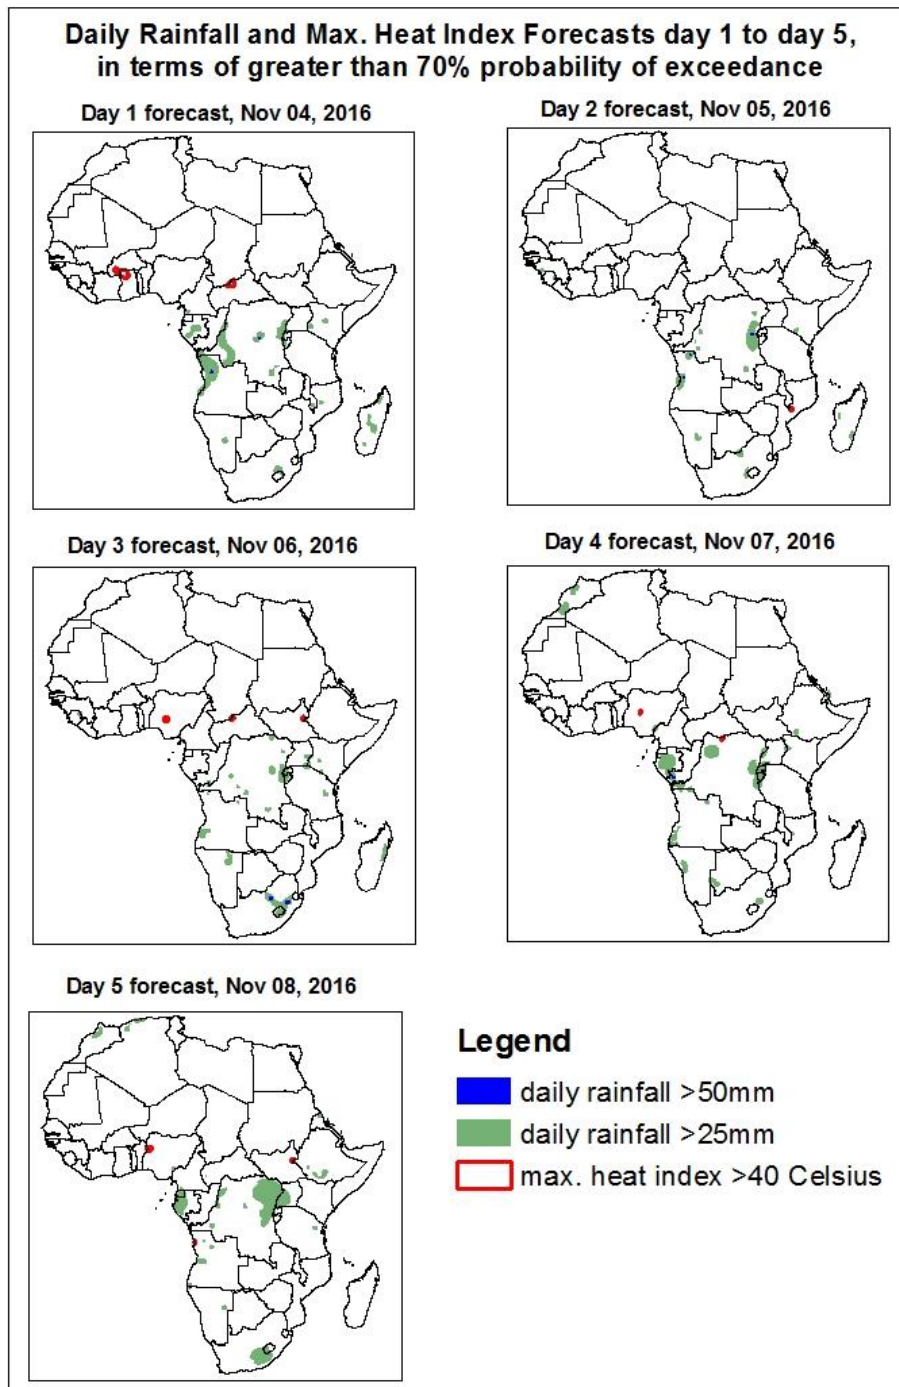 Daily Rainfall and Max. Heat Index Forecasts day 1 to day 5,
in terms of greater than 70% probability of exceedance
Day 1 forecast, Nov 04, 2016
Day 2 forecast, Nov 05, 2016
Day 3 forecast, Nov 06, 2016
Day 4 forecast, Nov 07, 2016
Day 5 forecast, Nov 08, 2016
Legend
daily rainfall >50mm
daily rainfall >25mm
max. heat index >40 Celsius